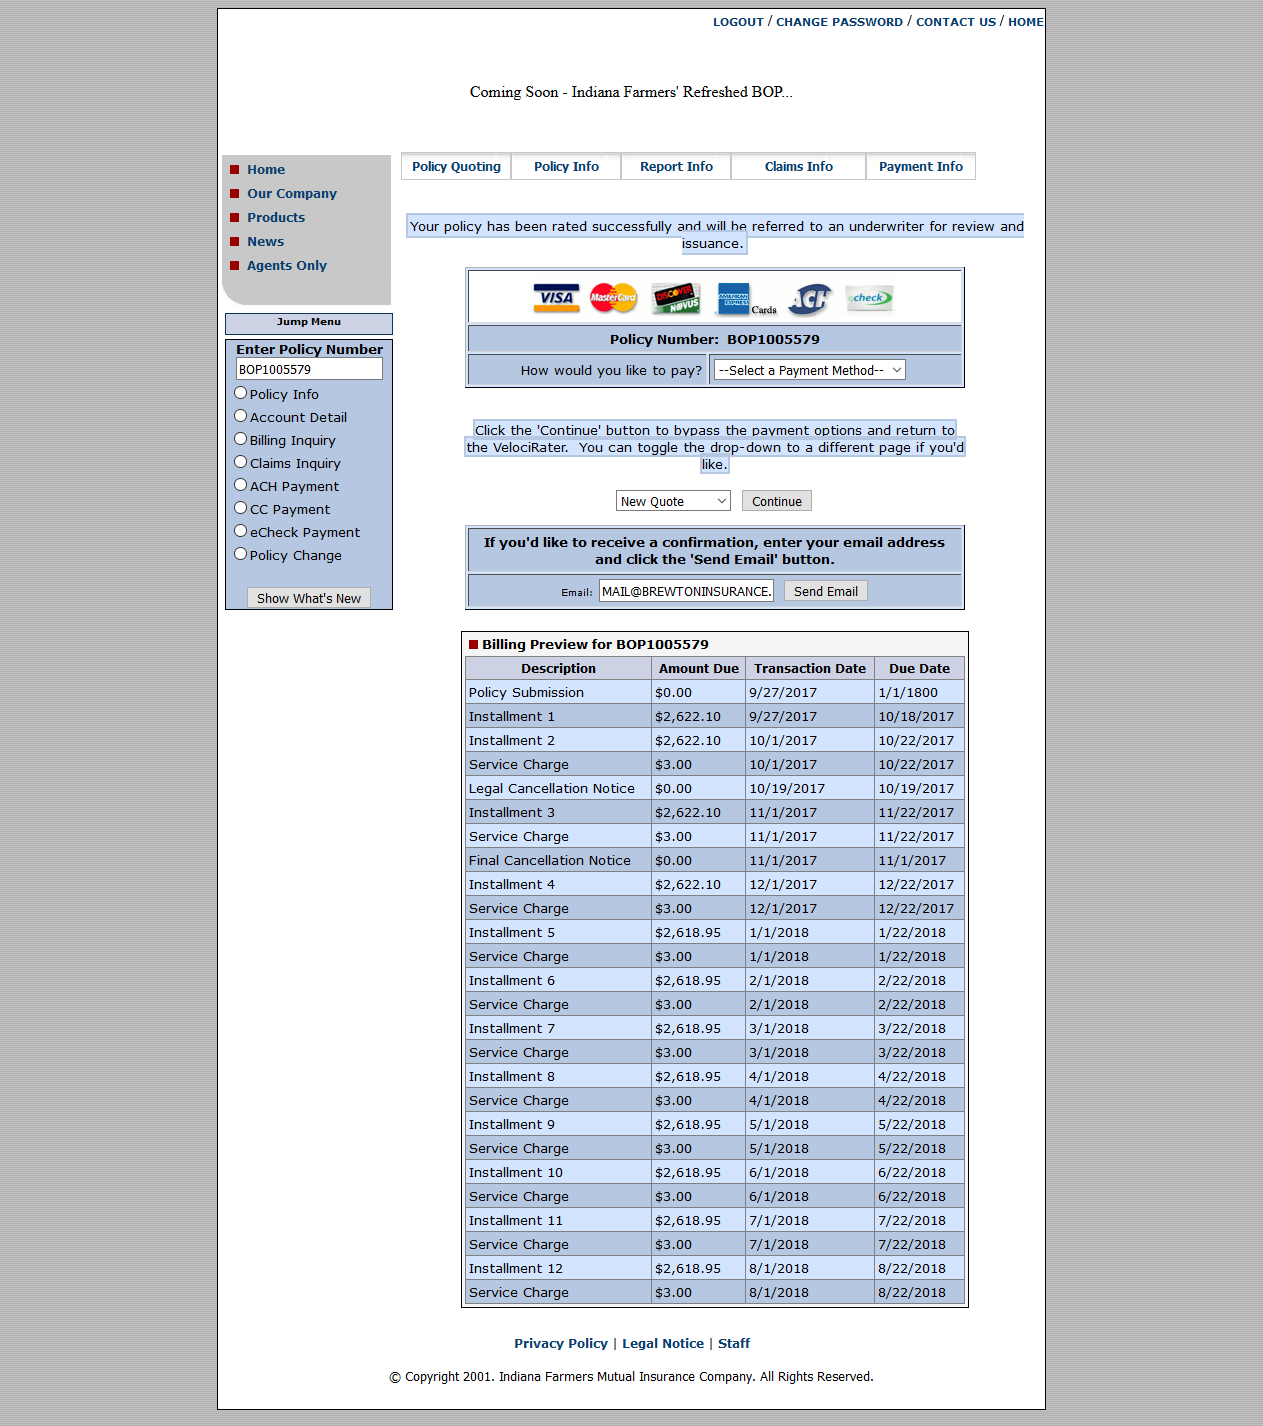 LOGOUT / CHANGE PASSWORD / CONTACT US / HOME
Coming Soon - Indiana Farmers' Refreshed BOP...
Policy Quoting Policy Info Report Info Claims Info Payment Info
Home
Our Company
Products
News
Agents Only
Jump Menu
Enter Policy Number
BOP1005579
Policy Info
Account Detail
Billing Inquiry
Claims Inquiry
ACH Payment
CC Payment
eCheck Payment
Policy Change
Show What's New
Your policy has been rated successfully and will be referred to an underwriter for review and
issuance.
VISA MasterCard DISCOVER NOVUS AMERICAN EXPRESS Cards ACH echeck
Policy Number: BOP1005579
How would you like to pay? --Select a Payment Method--
Click the 'Continue' button to bypass the payment options and return to
the VelociRater. You can toggle the drop-down to a different page if you'd
like.
New Quote Continue
If you'd like to receive a confirmation, enter your email address
and click the 'Send Email' button.
Email: MAIL@BREWTONINSURANCE. Send Email
Billing Preview for BOP1005579
Description Amount Due Transaction Date Due Date
Policy Submission $0.00 9/27/2017 1/1/1800
Installment 1 $2,622.10 9/27/2017 10/18/2017
Installment 2 $2,622.10 10/1/2017 10/22/2017
Service Charge $3.00 10/1/2017 10/22/2017
Legal Cancellation Notice $0.00 10/19/2017 10/19/2017
Installment 3 $2,622.10 11/1/2017 11/22/2017
Service Charge $3.00 11/1/2017 11/22/2017
Final Cancellation Notice $0.00 11/1/2017 11/1/2017
Installment 4 $2,622.10 12/1/2017 12/22/2017
Service Charge $3.00 12/1/2017 12/22/2017
Installment 5 $2,618.95 1/1/2018 1/22/2018
Service Charge $3.00 1/1/2018 1/22/2018
Installment 6 $2,618.95 2/1/2018 2/22/2018
Service Charge $3.00 2/1/2018 2/22/2018
Installment 7 $2,618.95 3/1/2018 3/22/2018
Service Charge $3.00 3/1/2018 3/22/2018
Installment 8 $2,618.95 4/1/2018 4/22/2018
Service Charge $3.00 4/1/2018 4/22/2018
Installment 9 $2,618.95 5/1/2018 5/22/2018
Service Charge $3.00 5/1/2018 5/22/2018
Installment 10 $2,618.95 6/1/2018 6/22/2018
Service Charge $3.00 6/1/2018 6/22/2018
Installment 11 $2,618.95 7/1/2018 7/22/2018
Service Charge $3.00 7/1/2018 7/22/2018
Installment 12 $2,618.95 8/1/2018 8/22/2018
Service Charge $3.00 8/1/2018 8/22/2018
Privacy Policy | Legal Notice | Staff
© Copyright 2001. Indiana Farmers Mutual Insurance Company. All Rights Reserved.